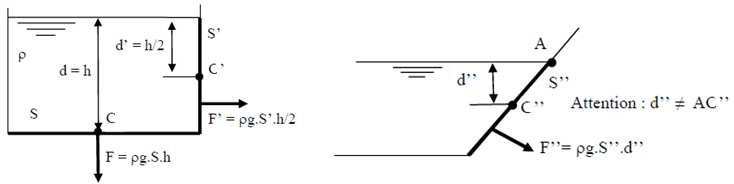 S’
d’ = h/2
ρ
d = h
C’
S
C
F’ = ρg.S’.h/2
F = ρg.S.h
A
S’’
d’’
C’’
Attention : d’’ ≠ AC’’
F’’= ρg.S’’.d’’